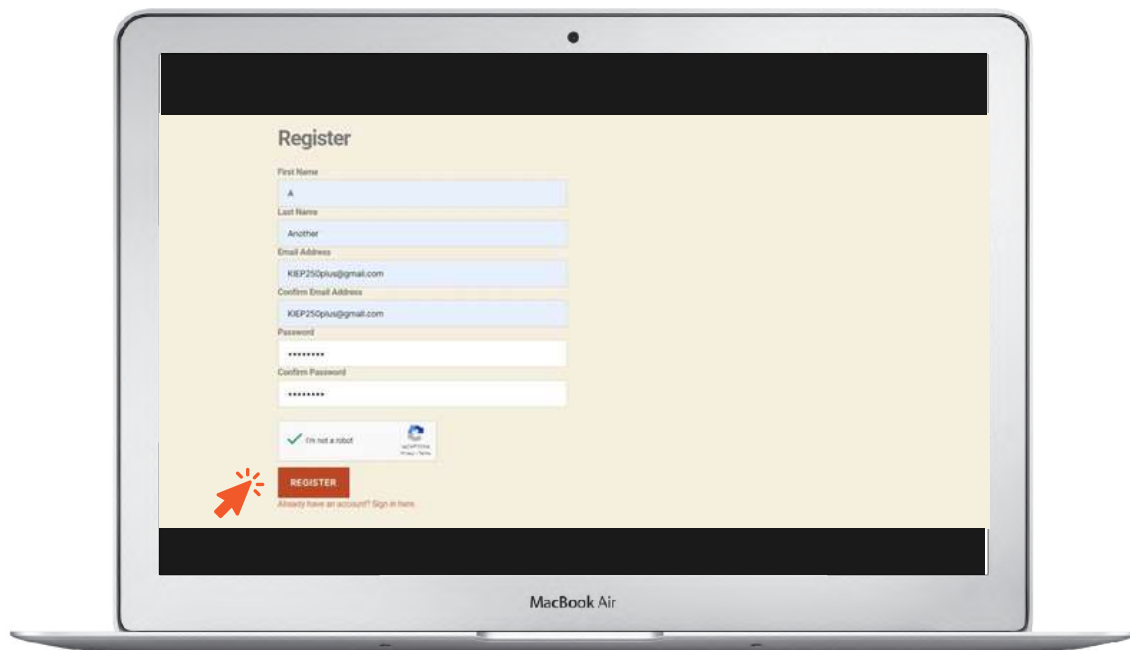 Register
First Name
A
Last Name
Another
Email Address
KIEP250plus@gmail.com
Confirm Email Address
KIEP250plus@gmail.com
Password
••••••••
Confirm Password
••••••••
I'm not a robot
reCAPTCHA
Privacy - Terms
REGISTER
Already have an account? Sign in here.
MacBook Air